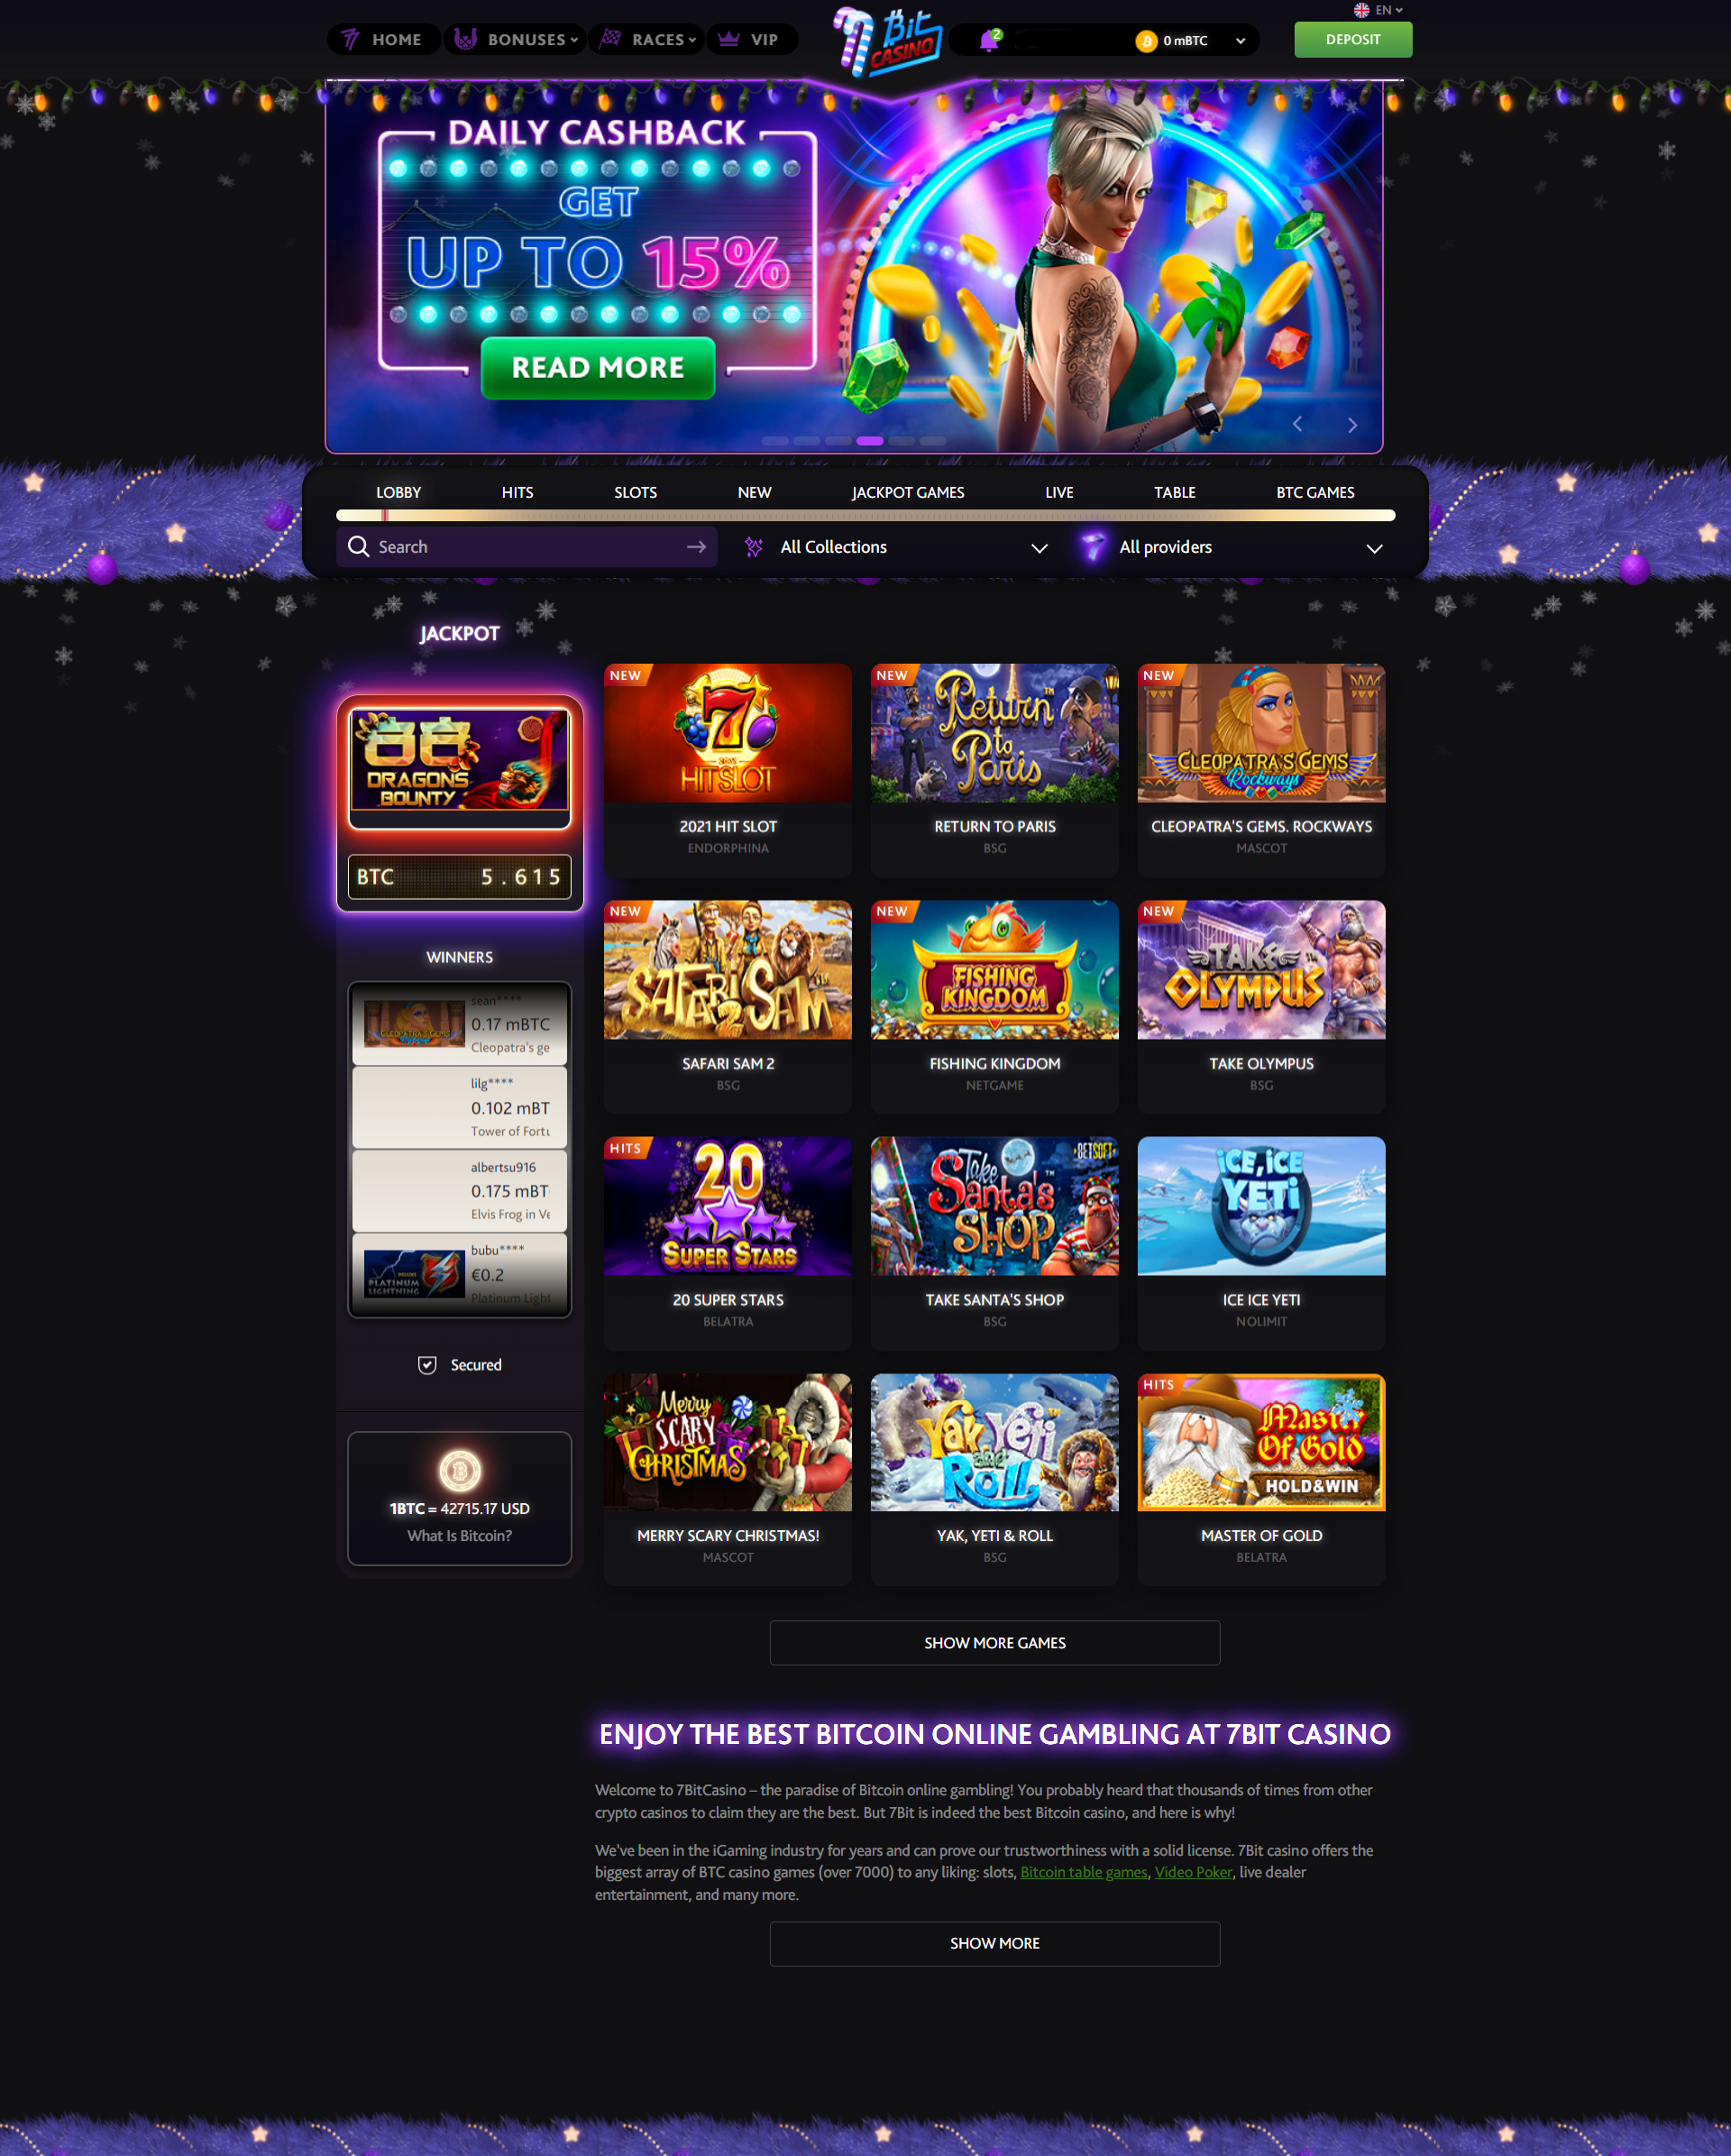 EN
HOME
BONUSES
RACES
VIP
7 Bit CASINO
2
0 mBTC
DEPOSIT
DAILY CASHBACK
GET
UP TO 15%
READ MORE
LOBBY
HITS
SLOTS
NEW
JACKPOT GAMES
LIVE
TABLE
BTC GAMES
Search
All Collections
All providers
JACKPOT
88
DRAGONS
BOUNTY
BTC 5.615
WINNERS
sean****
0.17 mBTC
Cleopatra's ge
lilg****
0.102 mBT
Tower of Fortu
albertsu916
0.175 mBT
Elvis Frog in Ve
DELUXE
PLATINUM
LIGHTNING
bubu****
€0.2
Platinum Light
Secured
1BTC = 42715.17 USD
What Is Bitcoin?
NEW
7
2021
HIT SLOT
2021 HIT SLOT
ENDORPHINA
NEW
Return to Paris
RETURN TO PARIS
BSG
NEW
CLEOPATRA'S GEMS
Rockways
CLEOPATRA'S GEMS. ROCKWAYS
MASCOT
NEW
SAFARI SAM 2
SAFARI SAM 2
BSG
NEW
FISHING
KINGDOM
FISHING KINGDOM
NETGAME
NEW
TAKE
OLYMPUS
TAKE OLYMPUS
BSG
HITS
20
SUPER STARS
20 SUPER STARS
BELATRA
BETSOFT
Take
Santa's
SHOP
TAKE SANTA'S SHOP
BSG
ICE, ICE
YETI
ICE ICE YETI
NOLIMIT
Merry
SCARY
CHRISTMAS
MERRY SCARY CHRISTMAS!
MASCOT
Yak, Yeti
and
Roll
YAK, YETI & ROLL
BSG
HITS
Master
Of Gold
HOLD&WIN
MASTER OF GOLD
BELATRA
SHOW MORE GAMES
ENJOY THE BEST BITCOIN ONLINE GAMBLING AT 7BIT CASINO
Welcome to 7BitCasino – the paradise of Bitcoin online gambling! You probably heard that thousands of times from other
crypto casinos to claim they are the best. But 7Bit is indeed the best Bitcoin casino, and here is why!
We've been in the iGaming industry for years and can prove our trustworthiness with a solid license. 7Bit casino offers the
biggest array of BTC casino games (over 7000) to any liking: slots, Bitcoin table games, Video Poker, live dealer
entertainment, and many more.
SHOW MORE